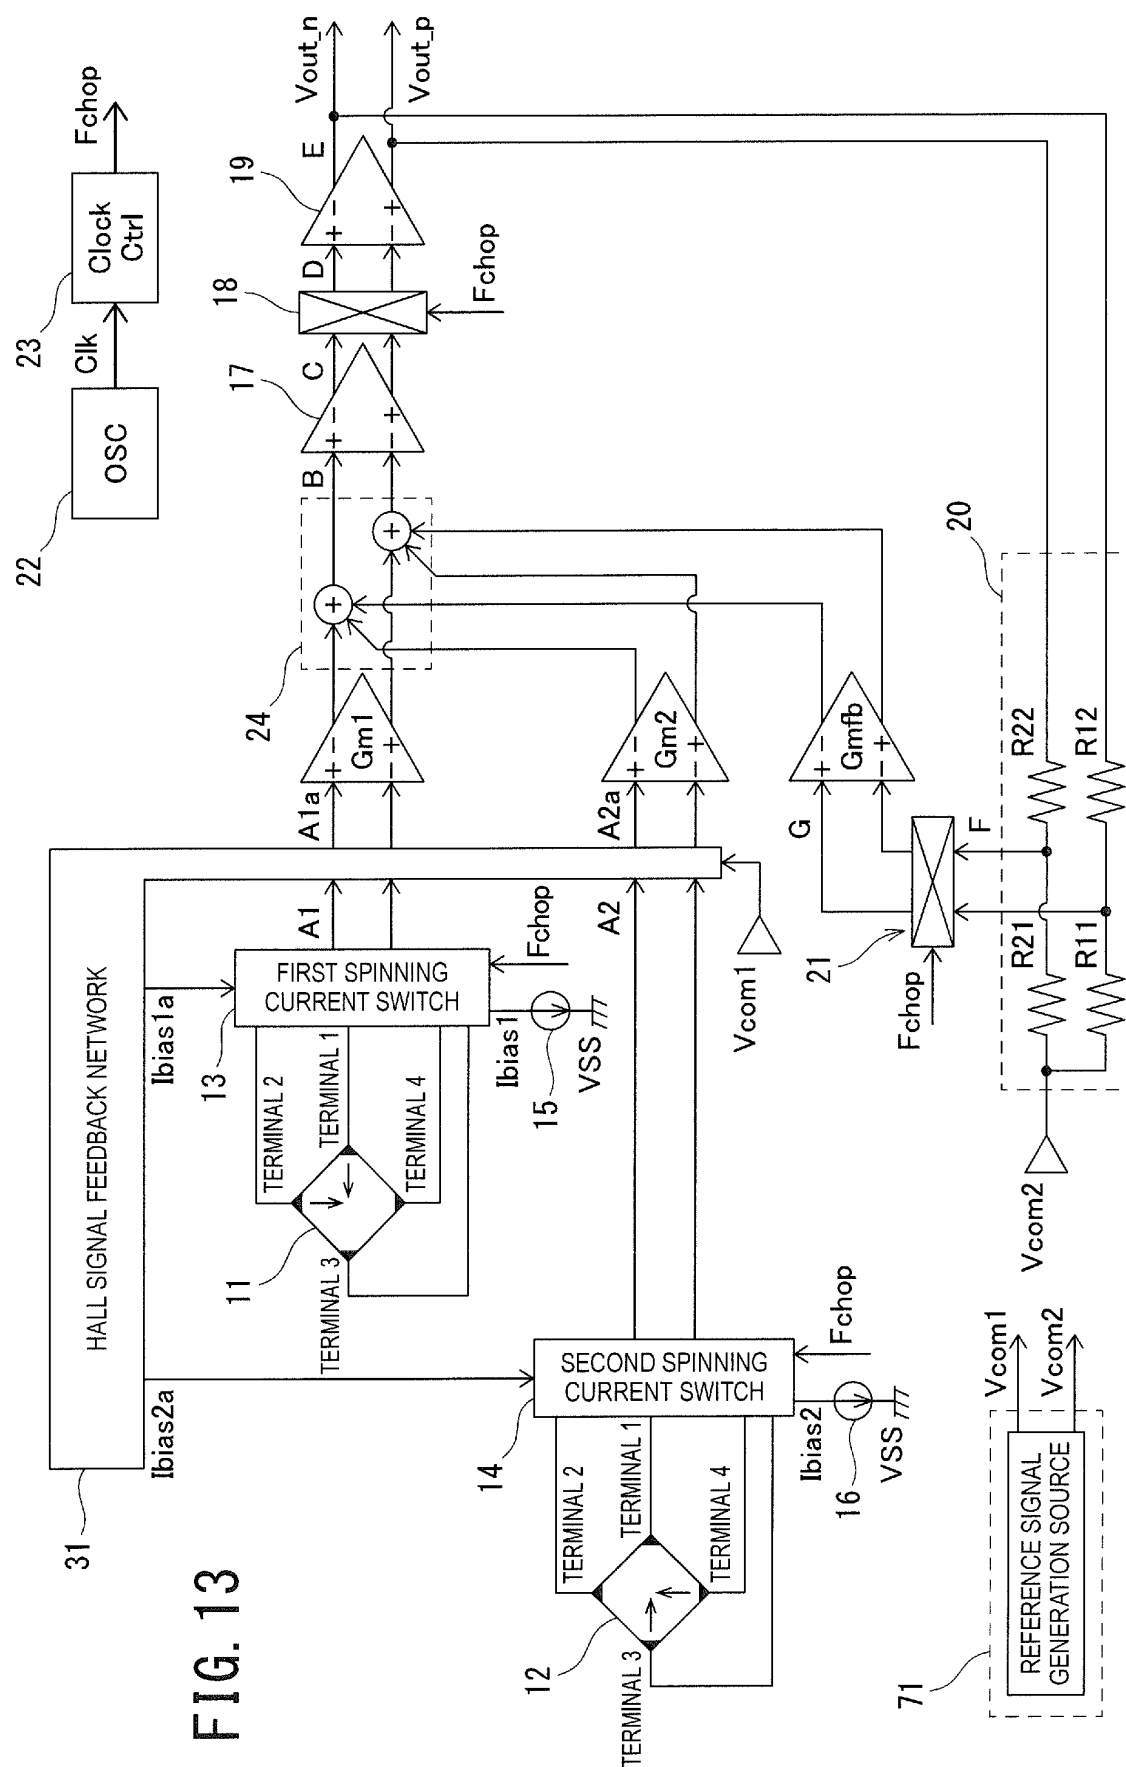 FIG. 13
31
HALL SIGNAL FEEDBACK NETWORK
Ibias2a
Ibias1a
22
OSC
Clk
23
Clock
Ctrl
Fchop
13
FIRST SPINNING
CURRENT SWITCH
TERMINAL 2
TERMINAL 1
TERMINAL 4
TERMINAL 3
11
Ibias1
15
VSS
Fchop
A1
A1a
Gm1
+ −
− +
24
+
+
B
17
+ −
− +
C
18
Fchop
D
19
+ −
− +
E
Vout_n
Vout_p
14
SECOND SPINNING
CURRENT SWITCH
TERMINAL 2
TERMINAL 1
TERMINAL 4
TERMINAL 3
12
Ibias2
16
VSS
Fchop
A2
A2a
Gm2
+ −
− +
Vcom1
G
Gmfb
+ −
− +
21
Fchop
F
20
R21
R22
R11
R12
Vcom2
71
REFERENCE SIGNAL
GENERATION SOURCE
Vcom1
Vcom2